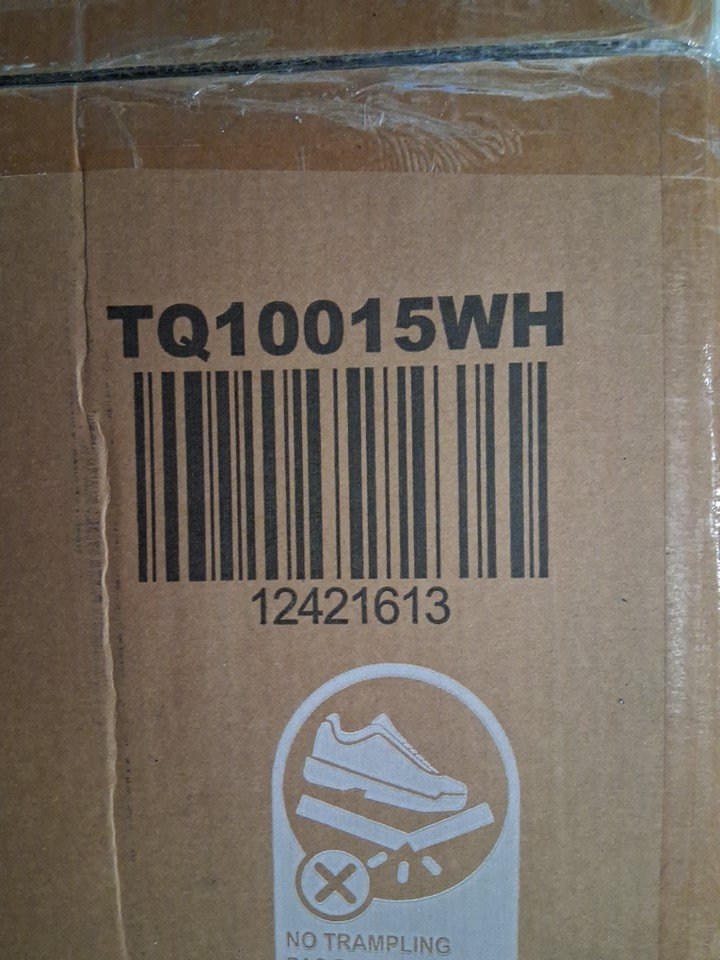 TQ10015WH
12421613
NO TRAMPLING